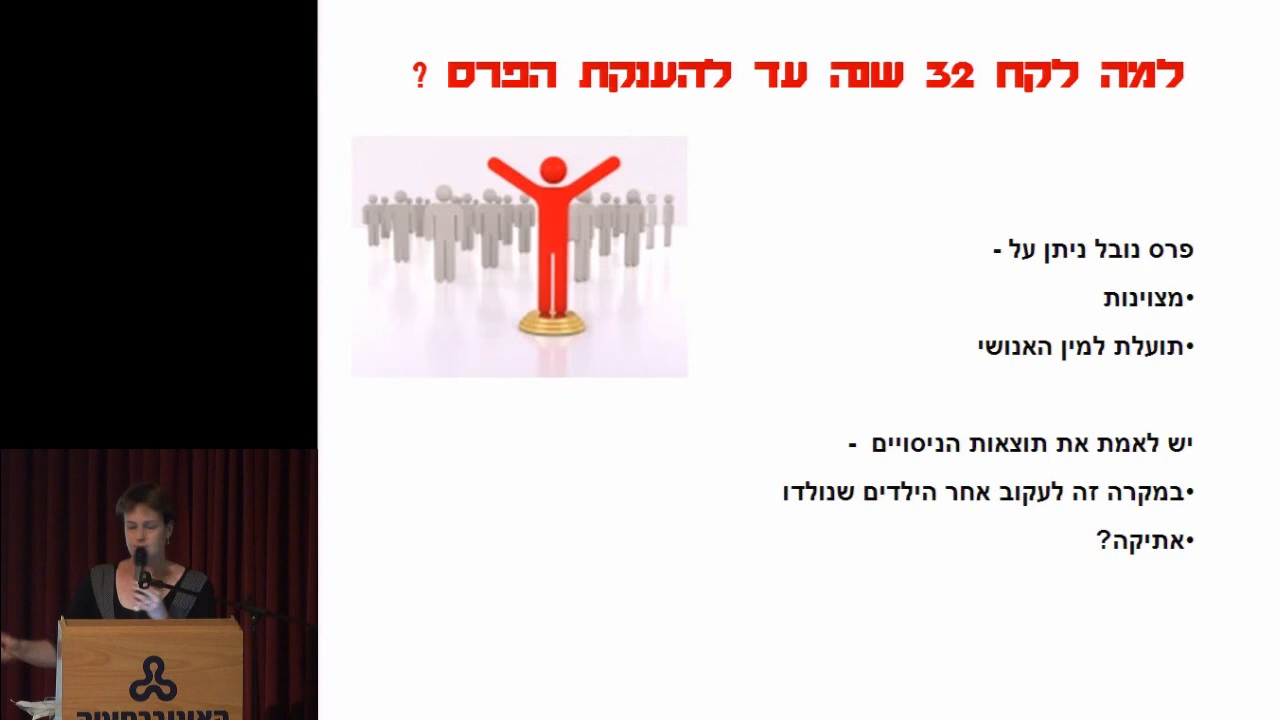 למה לקח 32 שנה עד להענקת הפרס ?
פרס נובל ניתן על -
•מצוינות
•תועלת למין האנושי
יש לאמת את תוצאות הניסויים -
•במקרה זה לעקוב אחר הילדים שנולדו
•אתיקה?
האוניברסיטה